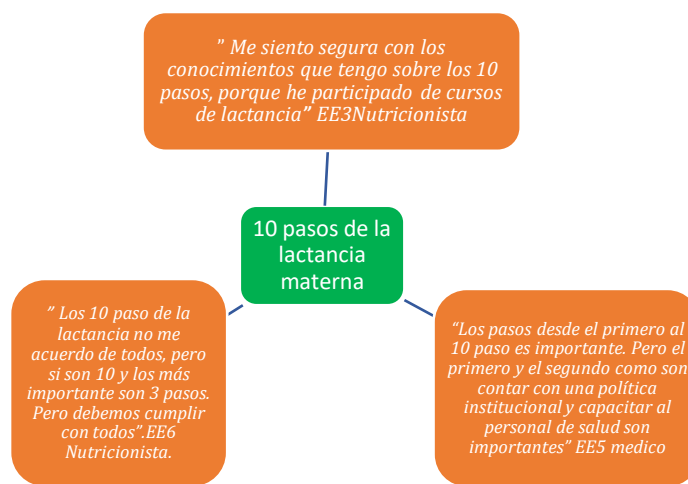 ” Me siento segura con los
conocimientos que tengo sobre los 10
pasos, porque he participado de cursos
de lactancia” EE3Nutricionista
10 pasos de la
lactancia
materna
” Los 10 paso de la
lactancia no me
acuerdo de todos, pero
si son 10 y los más
importante son 3 pasos.
Pero debemos cumplir
con todos”.EE6
Nutricionista.
“Los pasos desde el primero al
10 paso es importante. Pero el
primero y el segundo como son
contar con una política
institucional y capacitar al
personal de salud son
importantes” EE5 medico